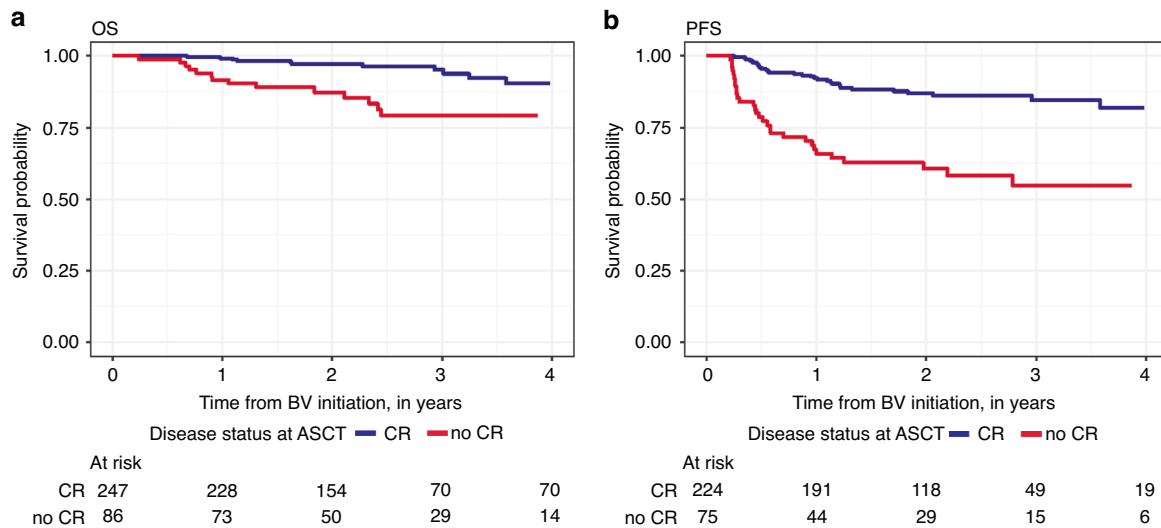 a
OS
1.00
0.75
0.50
0.25
0.00
Survival probability
0 1 2 3 4
Time from BV initiation, in years
Disease status at ASCT CR no CR
At risk
CR 247 228 154 70 70
no CR 86 73 50 29 14
b
PFS
1.00
0.75
0.50
0.25
0.00
Survival probability
0 1 2 3 4
Time from BV initiation, in years
Disease status at ASCT CR no CR
At risk
CR 224 191 118 49 19
no CR 75 44 29 15 6